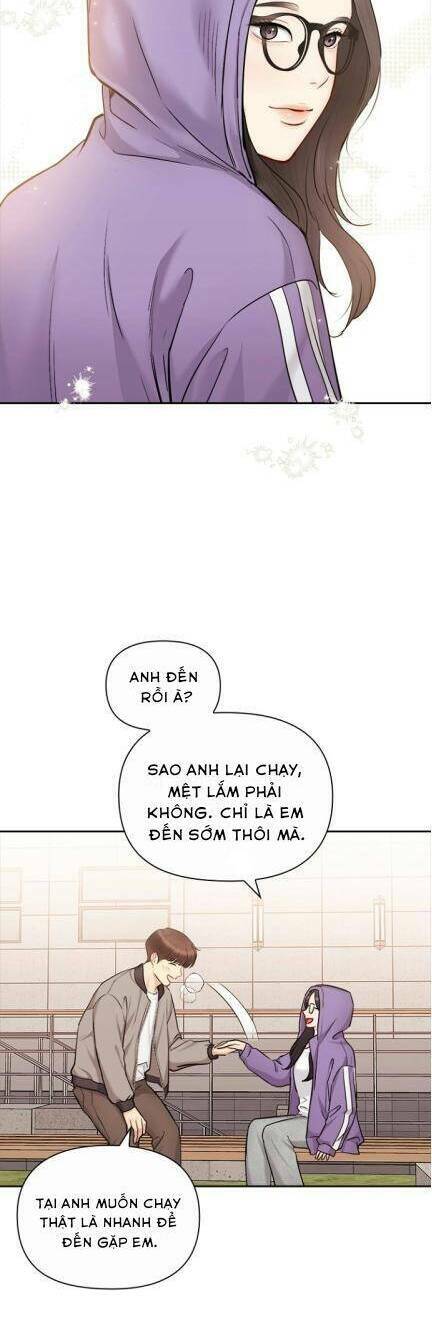 ANH ĐẾN
RỒI À?
SAO ANH LẠI CHẠY,
MỆT LẮM PHẢI
KHÔNG. CHỈ LÀ EM
ĐẾN SỚM THÔI MÀ.
TẠI ANH MUỐN CHẠY
THẬT LÀ NHANH ĐỂ
ĐẾN GẶP EM.